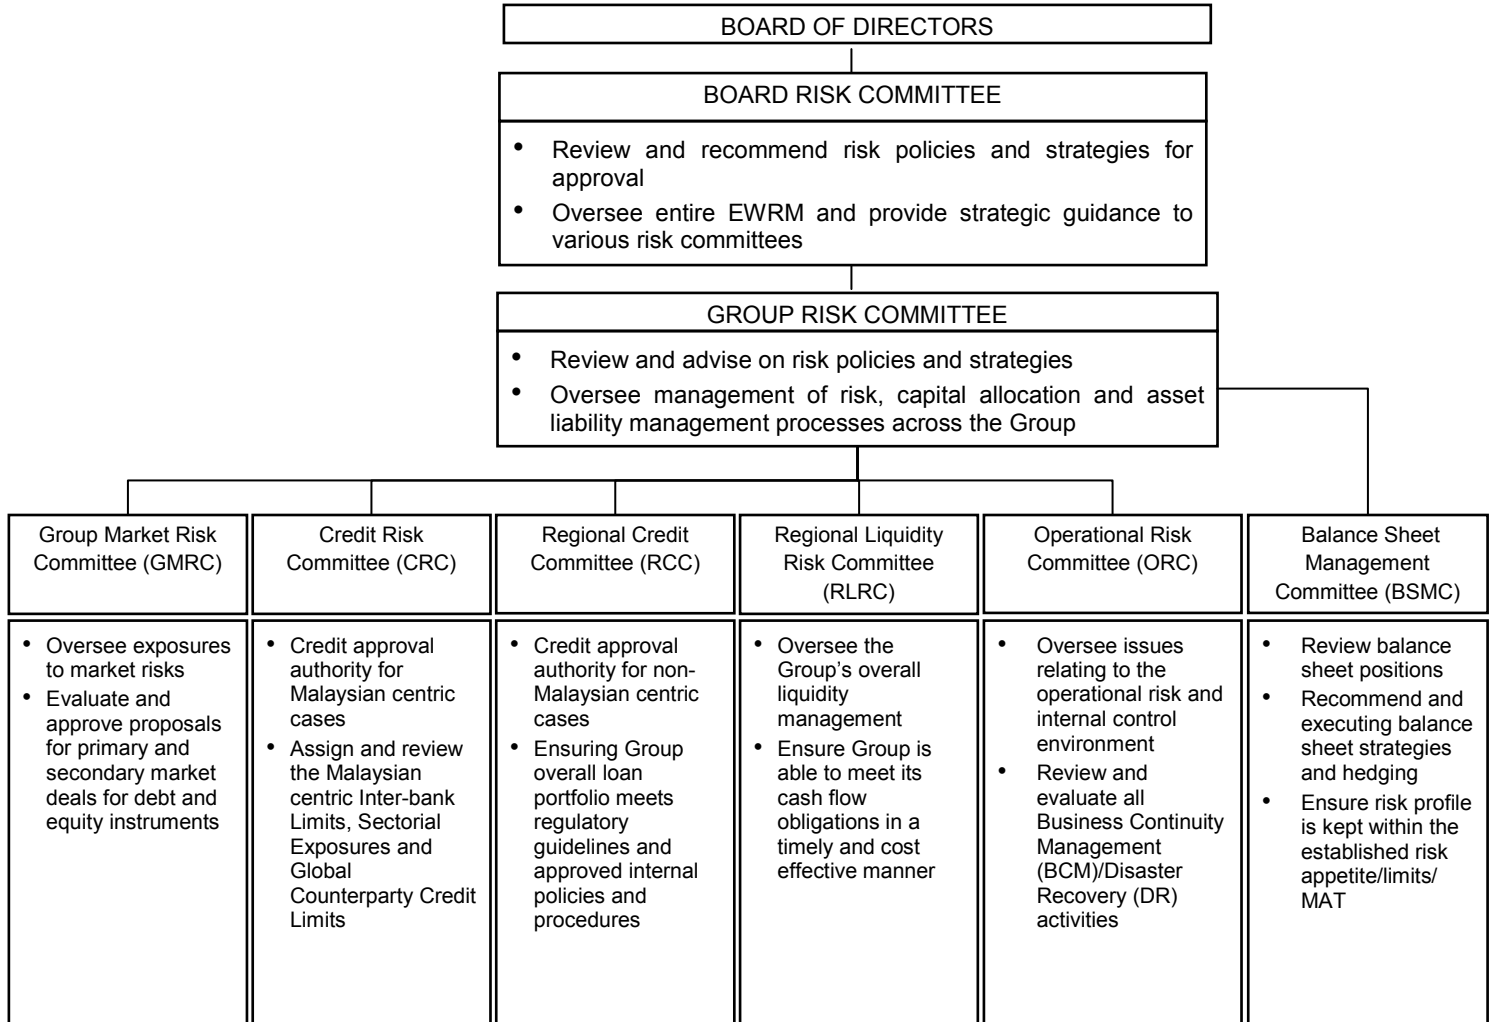 BOARD OF DIRECTORS
BOARD RISK COMMITTEE
• Review and recommend risk policies and strategies for
approval
• Oversee entire EWRM and provide strategic guidance to
various risk committees
GROUP RISK COMMITTEE
• Review and advise on risk policies and strategies
• Oversee management of risk, capital allocation and asset
liability management processes across the Group
Group Market Risk
Committee (GMRC)
• Oversee exposures
to market risks
• Evaluate and
approve proposals
for primary and
secondary market
deals for debt and
equity instruments
Credit Risk
Committee (CRC)
• Credit approval
authority for
Malaysian centric
cases
• Assign and review
the Malaysian
centric Inter-bank
Limits, Sectorial
Exposures and
Global
Counterparty Credit
Limits
Regional Credit
Committee (RCC)
• Credit approval
authority for non-
Malaysian centric
cases
• Ensuring Group
overall loan
portfolio meets
regulatory
guidelines and
approved internal
policies and
procedures
Regional Liquidity
Risk Committee
(RLRC)
• Oversee the
Group's overall
liquidity
management
• Ensure Group is
able to meet its
cash flow
obligations in a
timely and cost
effective manner
Operational Risk
Committee (ORC)
• Oversee issues
relating to the
operational risk and
internal control
environment
• Review and
evaluate all
Business Continuity
Management
(BCM)/Disaster
Recovery (DR)
activities
Balance Sheet
Management
Committee (BSMC)
• Review balance
sheet positions
• Recommend and
executing balance
sheet strategies
and hedging
• Ensure risk profile
is kept within the
established risk
appetite/limits/
MAT